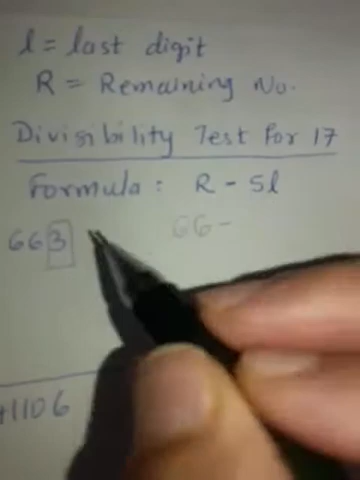 l = last digit
R = Remaining No.
Divisibility Test For 17
Formula : R - 5l
663 66 -
+1106